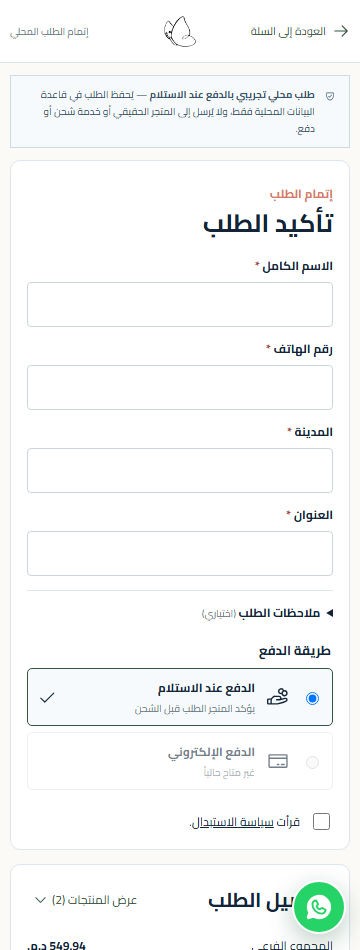 العودة إلى السلة
إتمام الطلب المحلي
طلب محلي تجريبي بالدفع عند الاستلام — يُحفظ الطلب في قاعدة
البيانات المحلية فقط، ولا يُرسل إلى المتجر الحقيقي أو خدمة شحن أو
دفع.
إتمام الطلب
تأكيد الطلب
الاسم الكامل *
رقم الهاتف *
المدينة *
العنوان *
ملاحظات الطلب (اختياري)
طريقة الدفع
الدفع عند الاستلام
يؤكد المتجر الطلب قبل الشحن
الدفع الإلكتروني
غير متاح حالياً
قرأت سياسة الاستبدال.
يل الطلب
عرض المنتجات (2)
المجموع الفرعي
549.94 د.م.